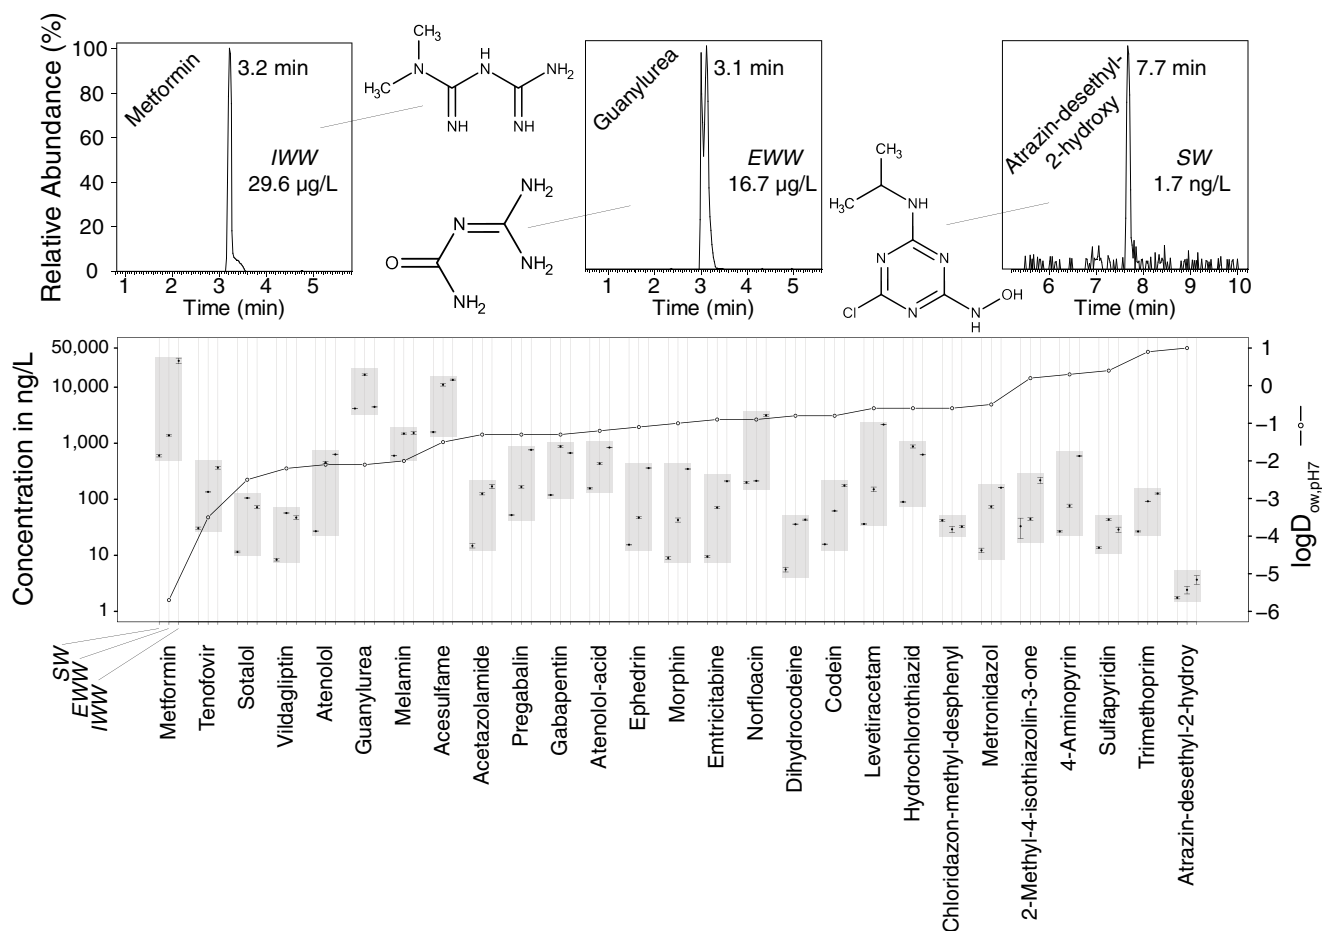 Relative Abundance (%)
100
80
60
40
20
0
Metformin
3.2 min
IWW
29.6 µg/L
1 2 3 4 5
Time (min)
CH₃
N
H₃C
H
N
NH₂
NH
NH
NH₂
N
O
NH₂
NH₂
Guanylurea
3.1 min
EWW
16.7 µg/L
1 2 3 4 5
Time (min)
CH₃
H₃C
NH
N
N
N
Cl
N
H
OH
Atrazin-desethyl-
2-hydroxy
7.7 min
SW
1.7 ng/L
6 7 8 9 10
Time (min)
Concentration in ng/L
50,000
10,000
1,000
100
10
1
1
0
−1
−2
−3
−4
−5
−6
logDow,pH7 —o—
SW
EWW
IWW
Metformin
Tenofovir
Sotalol
Vildagliptin
Atenolol
Guanylurea
Melamin
Acesulfame
Acetazolamide
Pregabalin
Gabapentin
Atenolol-acid
Ephedrin
Morphin
Emtricitabine
Norfloacin
Dihydrocodeine
Codein
Levetiracetam
Hydrochlorothiazid
Chloridazon-methyl-desphenyl
Metronidazol
2-Methyl-4-isothiazolin-3-one
4-Aminopyrin
Sulfapyridin
Trimethoprim
Atrazin-desethyl-2-hydroy